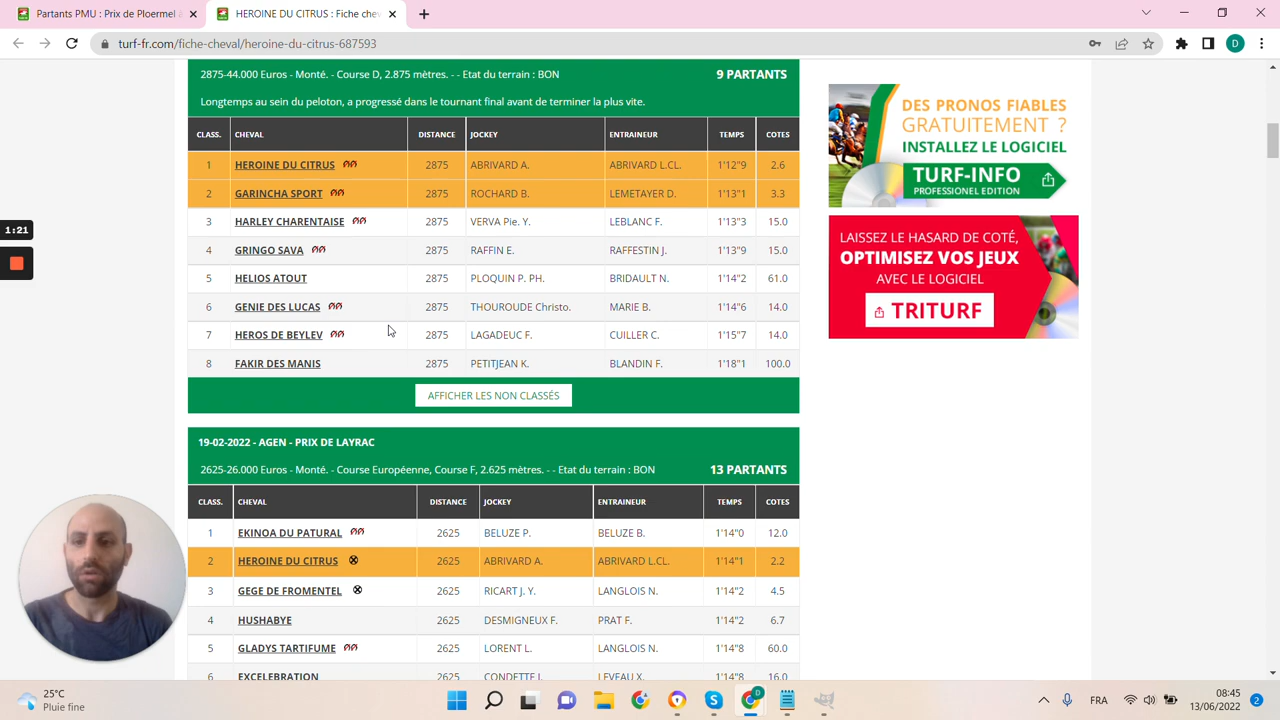 Partants PMU : Prix de Ploermel à
HEROINE DU CITRUS : Fiche chev
turf-fr.com/fiche-cheval/heroine-du-citrus-687593
D
2875-44.000 Euros - Monté. - Course D, 2.875 mètres. - - Etat du terrain : BON
9 PARTANTS
Longtemps au sein du peloton, a progressé dans le tournant final avant de terminer la plus vite.
CLASS. CHEVAL DISTANCE JOCKEY ENTRAINEUR TEMPS COTES
1 HEROINE DU CITRUS 2875 ABRIVARD A. ABRIVARD L.CL. 1'12"9 2.6
2 GARINCHA SPORT 2875 ROCHARD B. LEMETAYER D. 1'13"1 3.3
3 HARLEY CHARENTAISE 2875 VERVA Pie. Y. LEBLANC F. 1'13"3 15.0
4 GRINGO SAVA 2875 RAFFIN E. RAFFESTIN J. 1'13"9 15.0
5 HELIOS ATOUT 2875 PLOQUIN P. PH. BRIDAULT N. 1'14"2 61.0
6 GENIE DES LUCAS 2875 THOUROUDE Christo. MARIE B. 1'14"6 14.0
7 HEROS DE BEYLEV 2875 LAGADEUC F. CUILLER C. 1'15"7 14.0
8 FAKIR DES MANIS 2875 PETITJEAN K. BLANDIN F. 1'18"1 100.0
AFFICHER LES NON CLASSÉS
19-02-2022 - AGEN - PRIX DE LAYRAC
2625-26.000 Euros - Monté. - Course Européenne, Course F, 2.625 mètres. - - Etat du terrain : BON
13 PARTANTS
CLASS. CHEVAL DISTANCE JOCKEY ENTRAINEUR TEMPS COTES
1 EKINOA DU PATURAL 2625 BELUZE P. BELUZE B. 1'14"0 12.0
2 HEROINE DU CITRUS 2625 ABRIVARD A. ABRIVARD L.CL. 1'14"1 2.2
3 GEGE DE FROMENTEL 2625 RICART J. Y. LANGLOIS N. 1'14"2 4.5
4 HUSHABYE 2625 DESMIGNEUX F. PRAT F. 1'14"2 6.7
5 GLADYS TARTIFUME 2625 LORENT L. LANGLOIS N. 1'14"8 60.0
6 EXCELEBRATION 2625 CONDETTE J. LEVEAUX F. 1'14"8 16.0
DES PRONOS FIABLES
GRATUITEMENT ?
INSTALLEZ LE LOGICIEL
TURF-INFO
PROFESSIONEL EDITION
LAISSEZ LE HASARD DE COTÉ,
OPTIMISEZ VOS JEUX
AVEC LE LOGICIEL
TRITURF
1:21
25°C
Pluie fine
D
FRA
08:45
13/06/2022
2